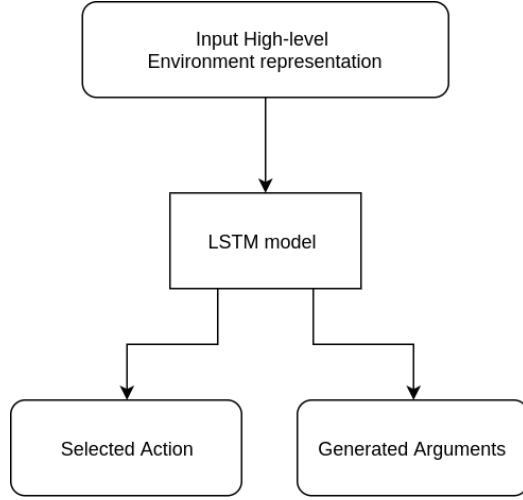 Input High-level
Environment representation
LSTM model
Selected Action
Generated Arguments